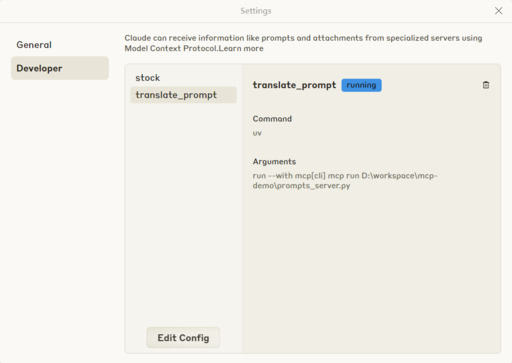 Settings
General
Developer
Claude can receive information like prompts and attachments from specialized servers using
Model Context Protocol.Learn more
stock
translate_prompt
Edit Config
translate_prompt running
Command
uv
Arguments
run --with mcp[cli] mcp run D:\workspace\mcp-
demo\prompts_server.py